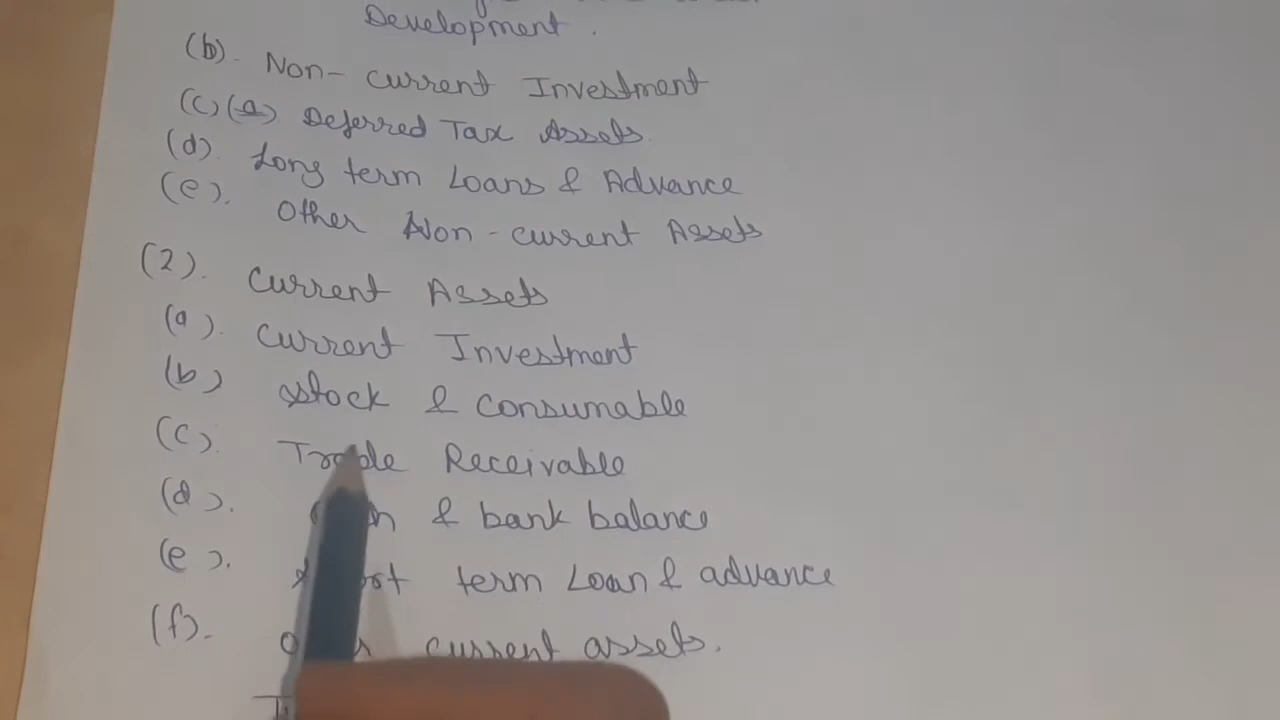 Development.
(b). Non-current Investment
(c) (a) Deferred Tax Assets.
(d). Long term Loans & Advance
(e). Other Non-current Assets
(2). Current Assets
(a). Current Investment
(b) Stock & Consumable
(c). Trade Receivable
(d). & bank balance
(e). term Loan & advance
(f). current assets.